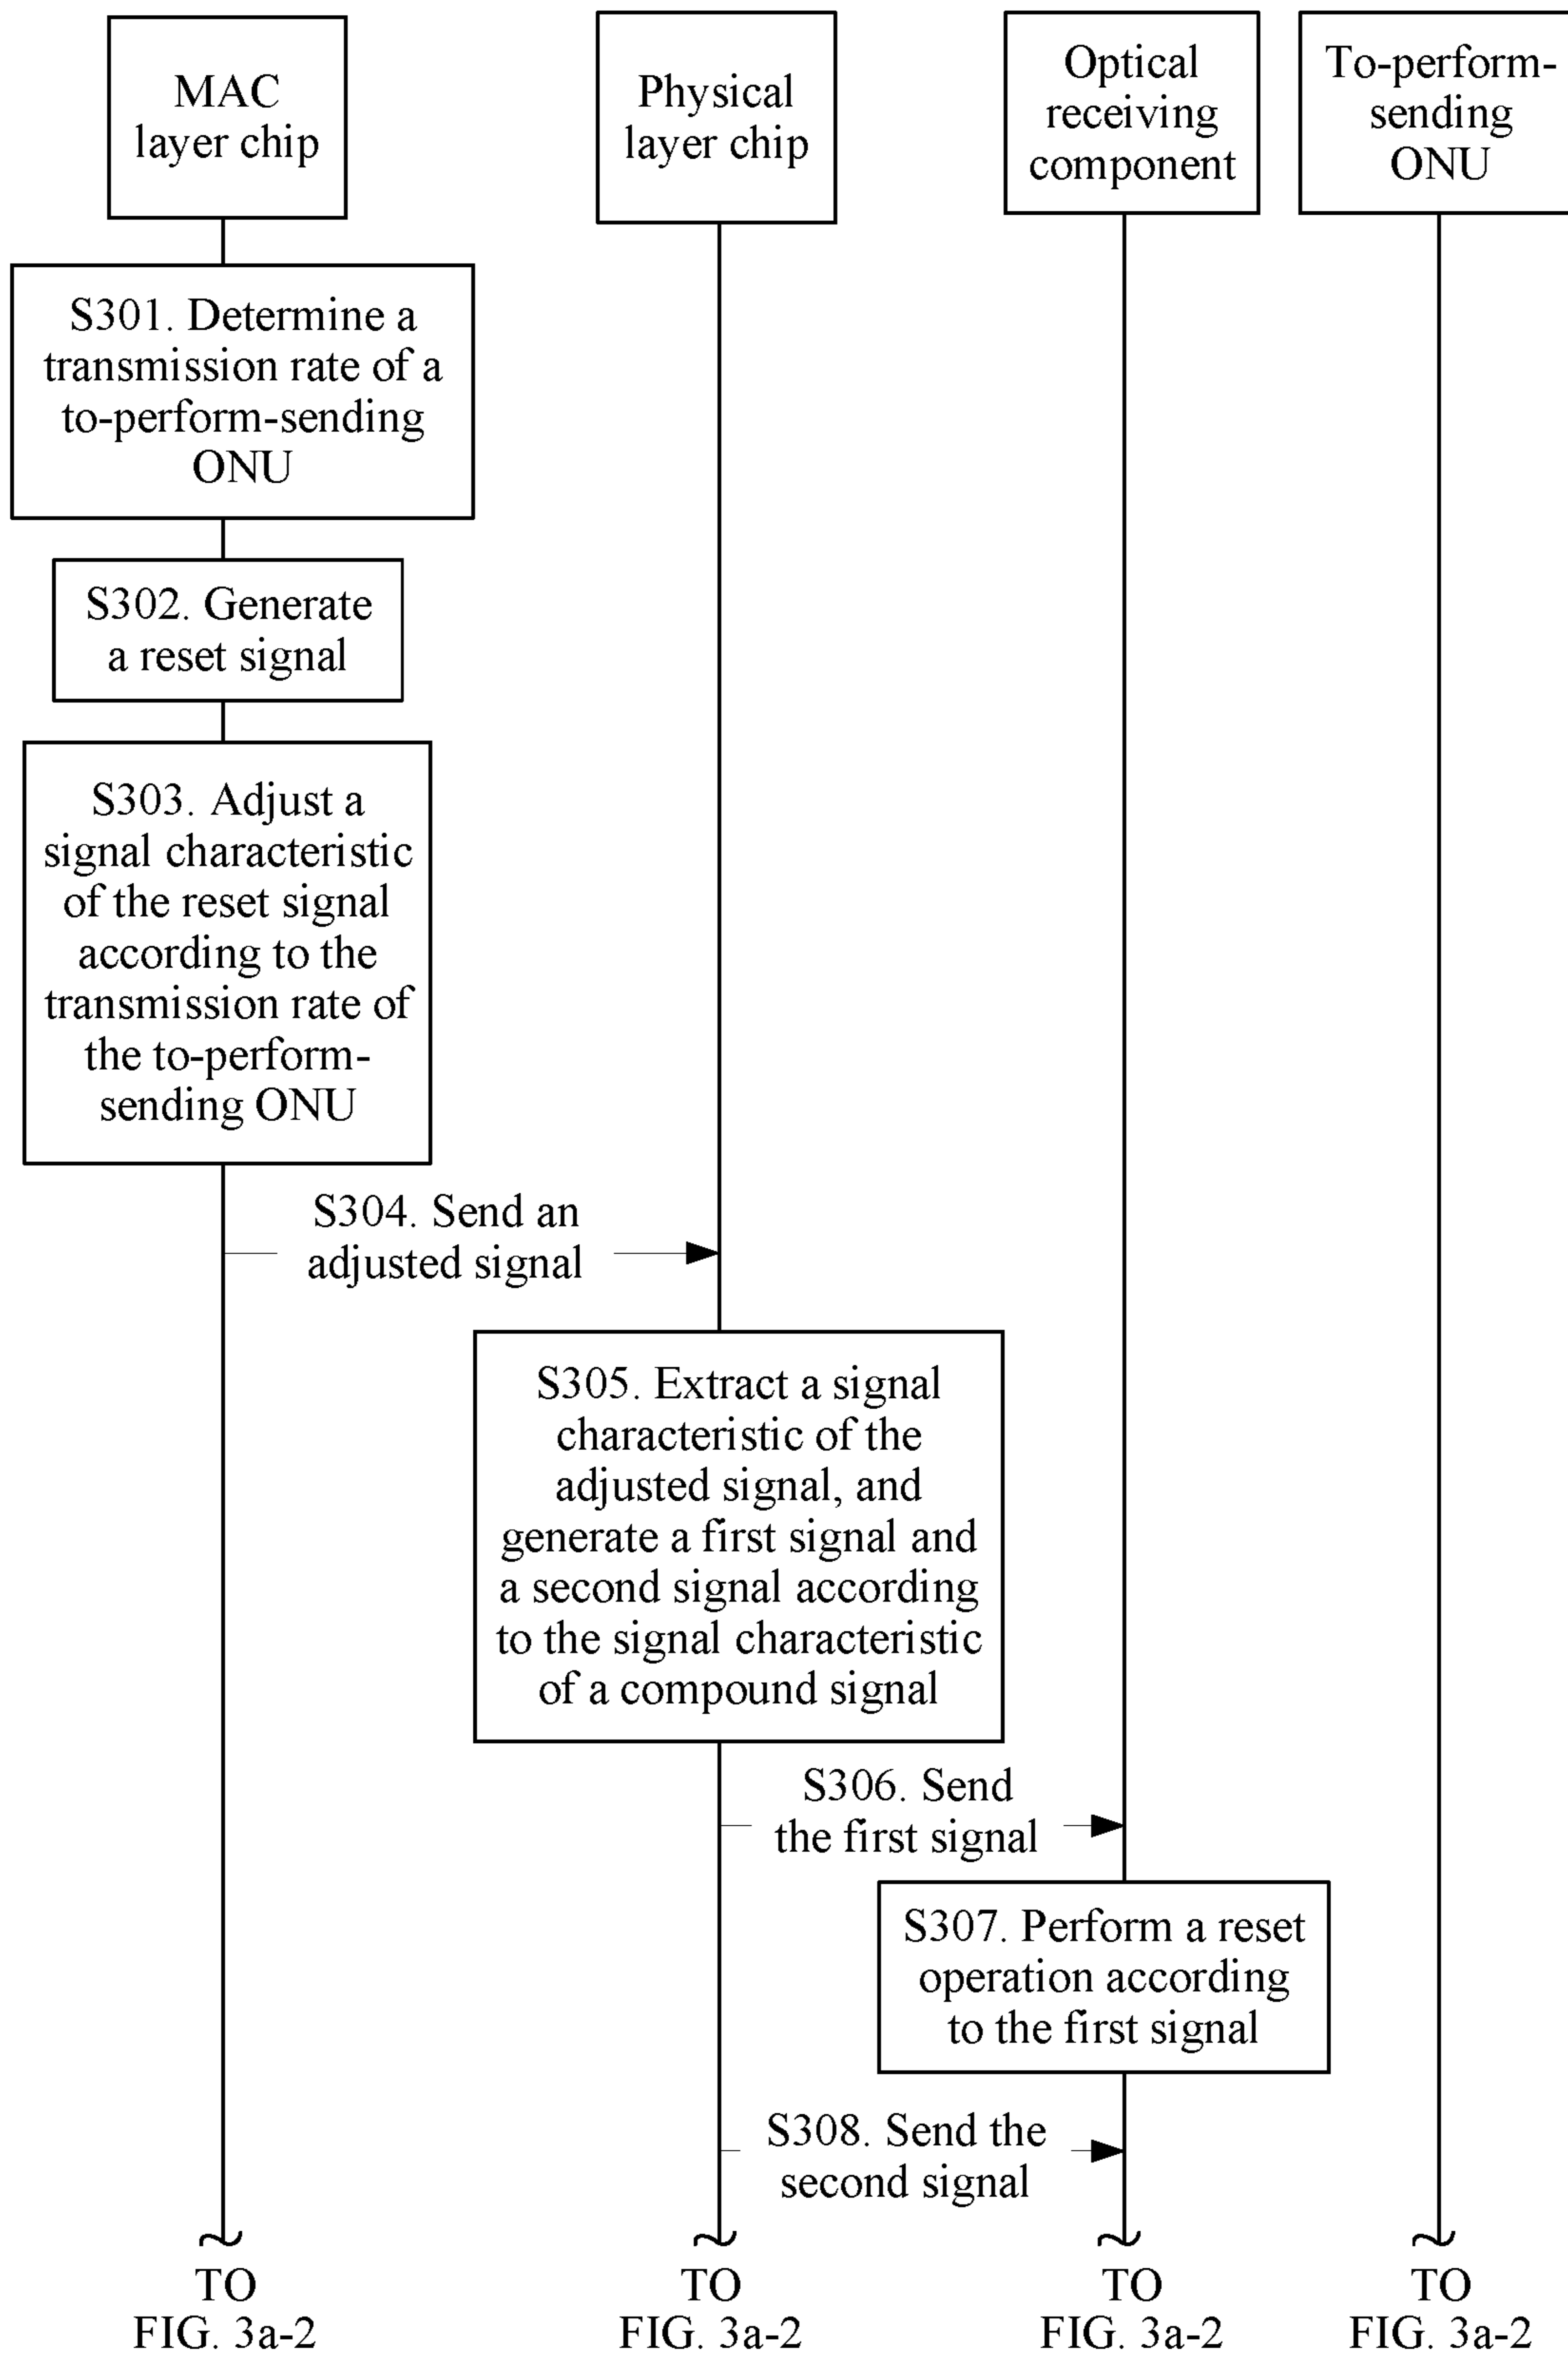 MAC
layer chip
Physical
layer chip
Optical
receiving
component
To-perform-
sending
ONU
S301. Determine a
transmission rate of a
to-perform-sending
ONU
S302. Generate
a reset signal
S303. Adjust a
signal characteristic
of the reset signal
according to the
transmission rate of
the to-perform-
sending ONU
S304. Send an
adjusted signal
S305. Extract a signal
characteristic of the
adjusted signal, and
generate a first signal and
a second signal according
to the signal characteristic
of a compound signal
S306. Send
the first signal
S307. Perform a reset
operation according
to the first signal
S308. Send the
second signal
TO
FIG. 3a-2
TO
FIG. 3a-2
TO
FIG. 3a-2
TO
FIG. 3a-2